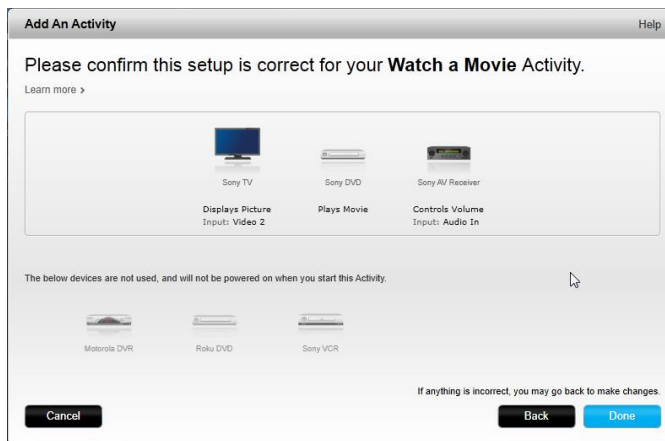 Add An Activity
Help
Please confirm this setup is correct for your Watch a Movie Activity.
Learn more >
Sony TV
Sony DVD
Sony AV Receiver
Displays Picture
Plays Movie
Controls Volume
Input: Video 2
Input: Audio In
The below devices are not used, and will not be powered on when you start this Activity.
Motorola DVR
Roku DVD
Sony VCR
If anything is incorrect, you may go back to make changes.
Cancel
Back
Done